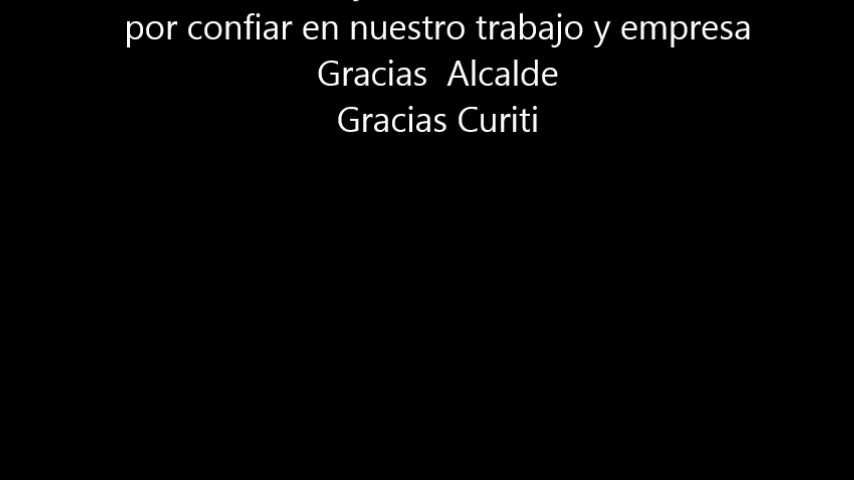 por confiar en nuestro trabajo y empresa
Gracias  Alcalde
Gracias Curiti